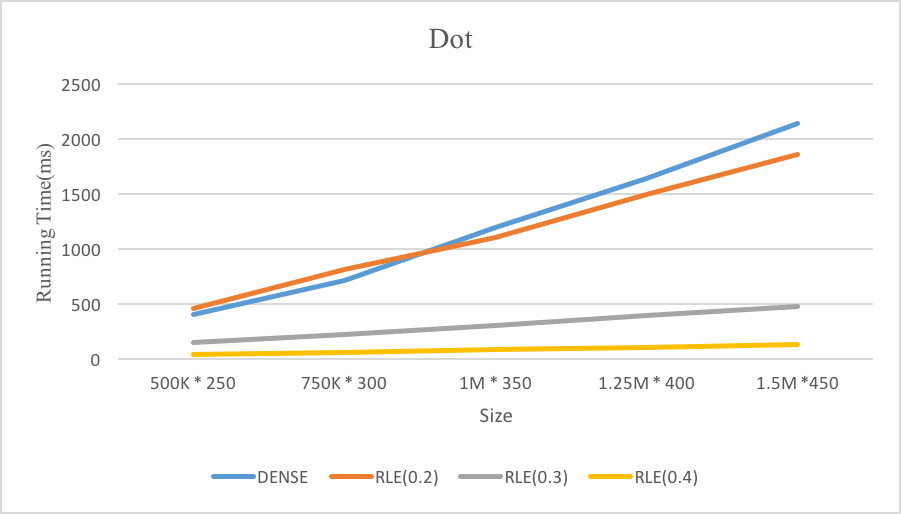 Dot
Running Time(ms)
2500
2000
1500
1000
500
0
500K * 250 750K * 300 1M * 350 1.25M * 400 1.5M *450
Size
DENSE RLE(0.2) RLE(0.3) RLE(0.4)